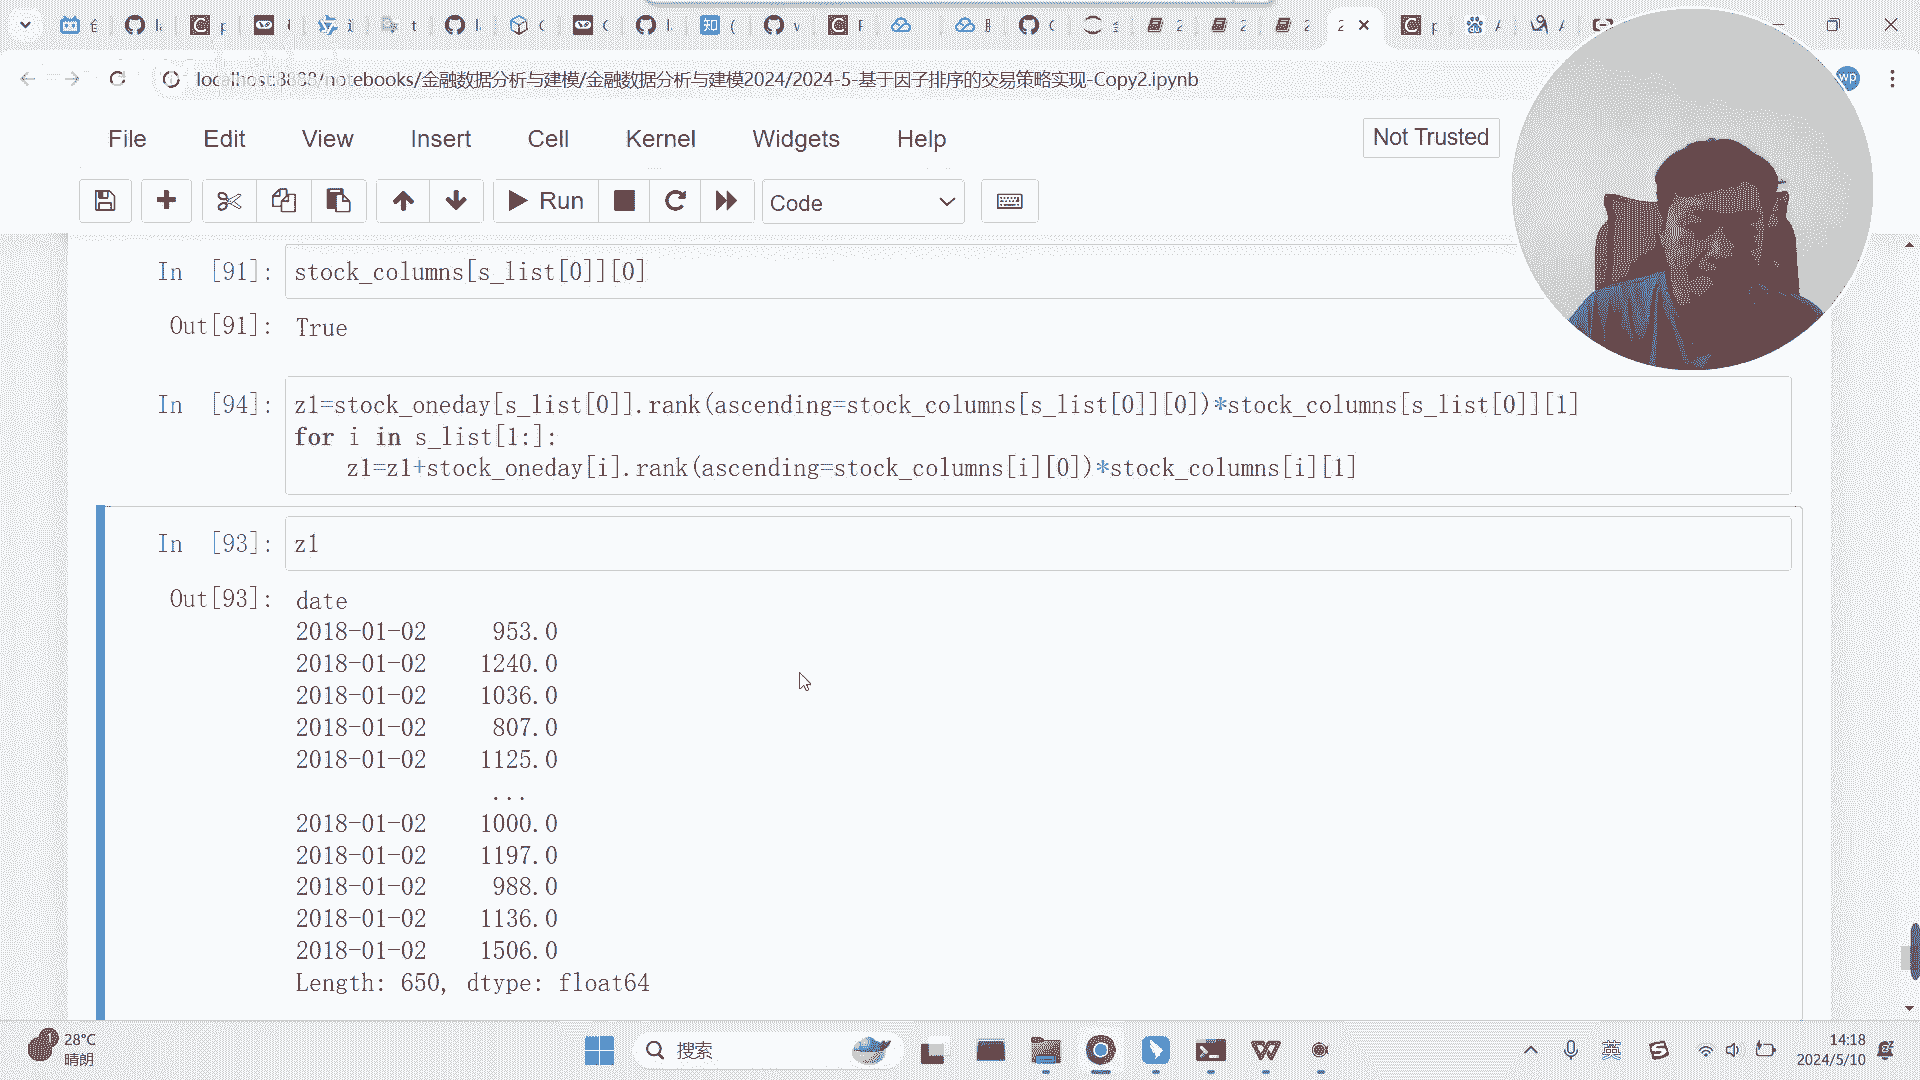 localhost:8888/notebooks/金融数据分析与建模/金融数据分析与建模2024/2024-5-基于因子排序的交易策略实现-Copy2.ipynb
wp
File Edit View Insert Cell Kernel Widgets Help
Not Trusted
Run
Code
In [91]: stock_columns[s_list[0]][0]
Out[91]: True
In [94]: z1=stock_oneday[s_list[0]].rank(ascending=stock_columns[s_list[0]][0])*stock_columns[s_list[0]][1]
for i in s_list[1:]:
z1=z1+stock_oneday[i].rank(ascending=stock_columns[i][0])*stock_columns[i][1]
In [93]: z1
Out[93]: date
2018-01-02 953.0
2018-01-02 1240.0
2018-01-02 1036.0
2018-01-02 807.0
2018-01-02 1125.0
...
2018-01-02 1000.0
2018-01-02 1197.0
2018-01-02 988.0
2018-01-02 1136.0
2018-01-02 1506.0
Length: 650, dtype: float64
28°C
晴朗
搜索
英
14:18
2024/5/10